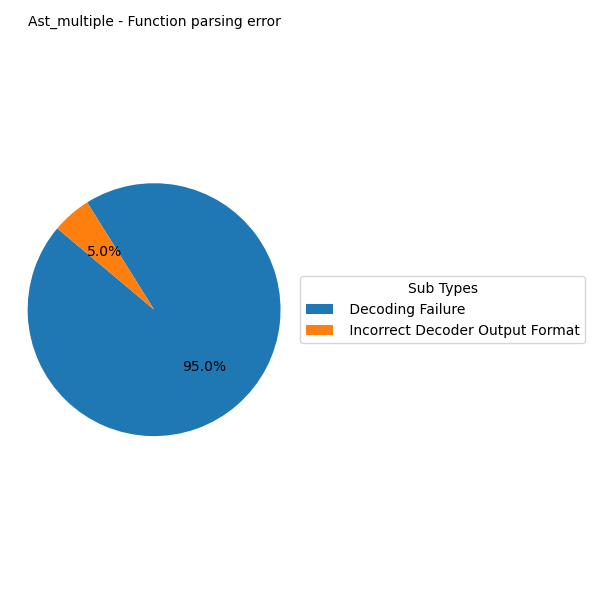 Ast_multiple - Function parsing error
5.0%
95.0%
Sub Types
Decoding Failure
Incorrect Decoder Output Format